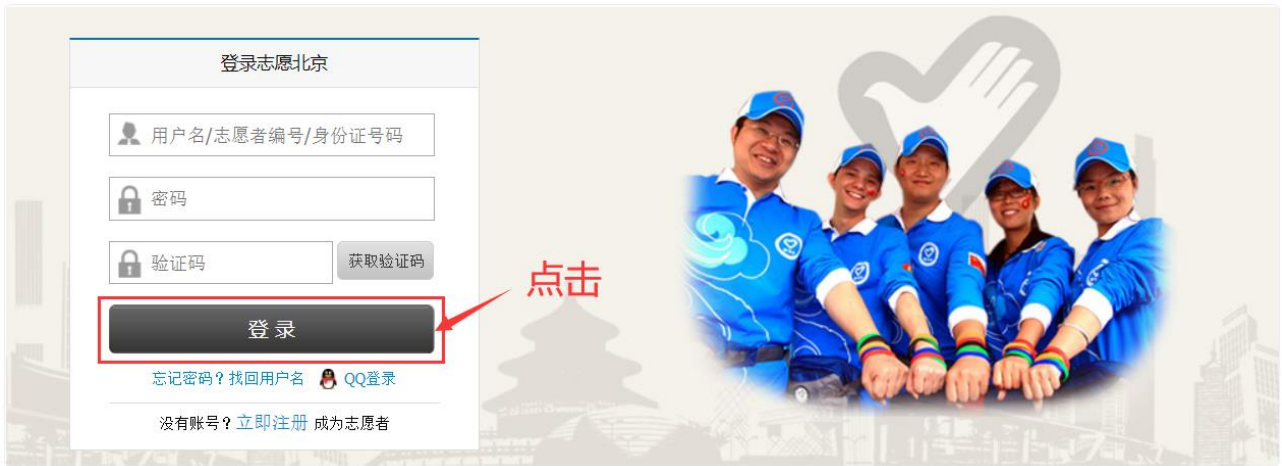 登录志愿北京
用户名/志愿者编号/身份证号码
密码
验证码 获取验证码
点击
登 录
忘记密码？找回用户名 QQ登录
没有账号？立即注册 成为志愿者